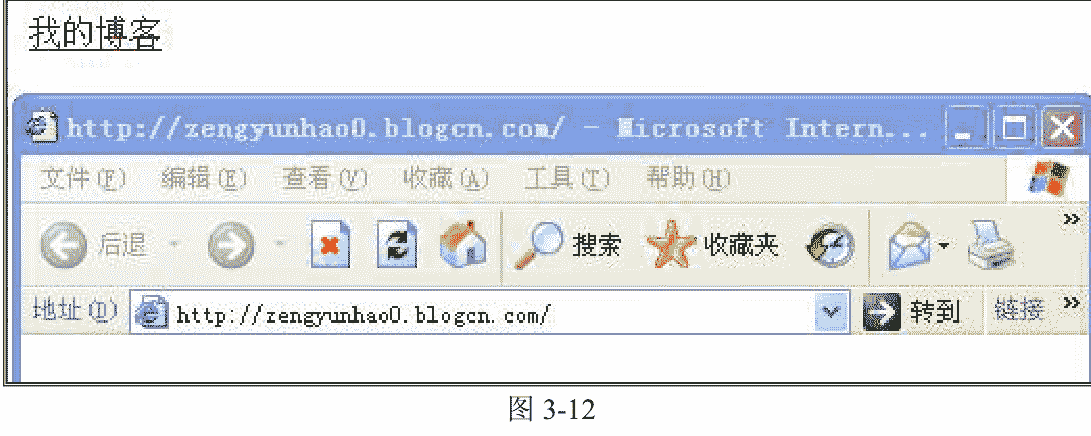 我的博客
http://zengyunhao0.blogcn.com/ - Microsoft Intern...
文件(F) 编辑(E) 查看(V) 收藏(A) 工具(T) 帮助(H)
后退 搜索 收藏夹 »
地址(D) http://zengyunhao0.blogcn.com/ 转到 链接 »
图 3-12